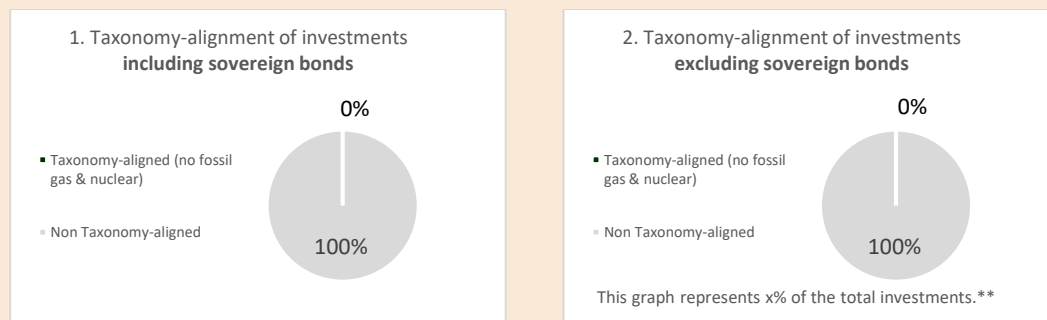 1. Taxonomy-alignment of investments
including sovereign bonds
0%
Taxonomy-aligned (no fossil
gas & nuclear)
Non Taxonomy-aligned
100%
2. Taxonomy-alignment of investments
excluding sovereign bonds
0%
Taxonomy-aligned (no fossil
gas & nuclear)
Non Taxonomy-aligned
100%
This graph represents x% of the total investments.**